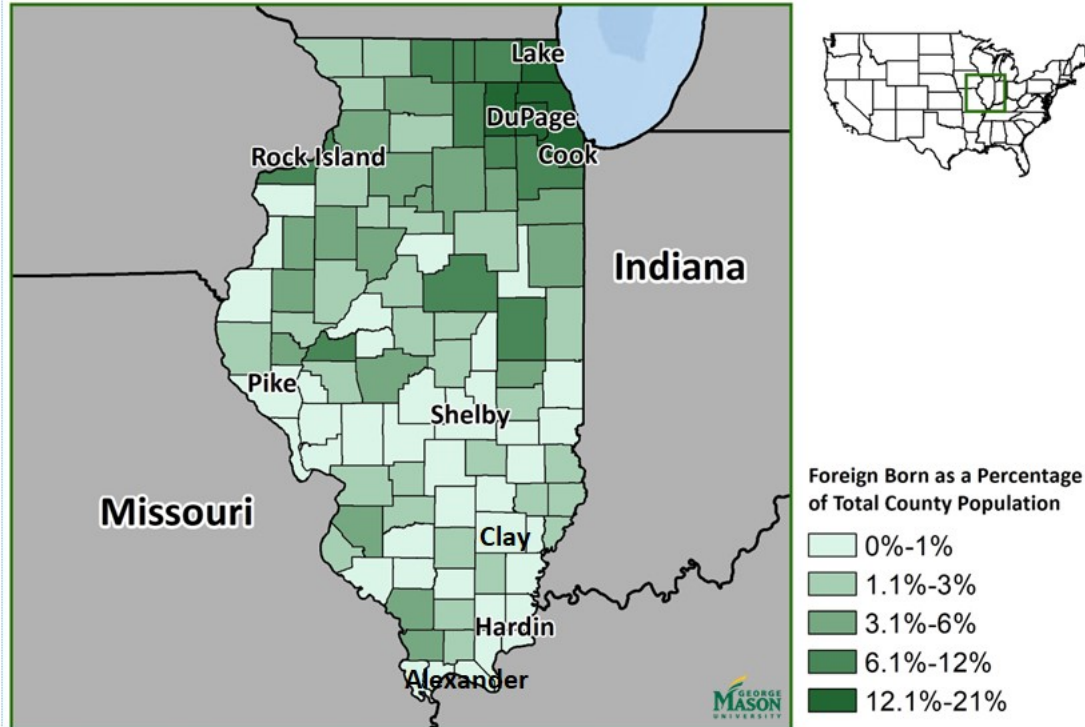 Lake
DuPage
Cook
Rock Island
Indiana
Pike
Shelby
Missouri
Clay
Hardin
Alexander
GEORGE
MASON
UNIVERSITY
Foreign Born as a Percentage
of Total County Population
0%-1%
1.1%-3%
3.1%-6%
6.1%-12%
12.1%-21%